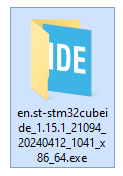 IDE
en.st-stm32cubei
de_1.15.1_21094_
20240412_1041_x
86_64.exe